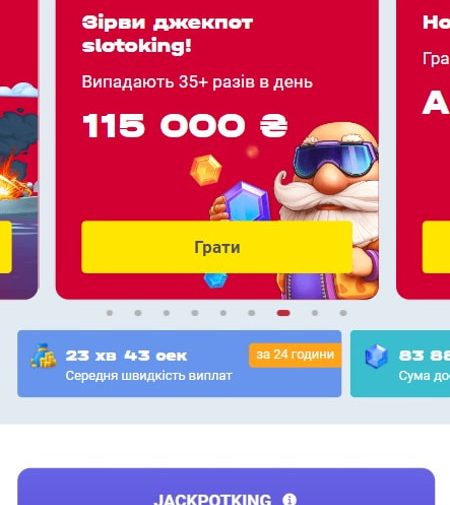 Зірви джекпот
slotoking!
Випадають 35+ разів в день
115 000 ₴
Грати
Но
Гра
А
23 хв 43 сек
за 24 години
Середня швидкість виплат
83 88
Сума до
JACKPOTKING